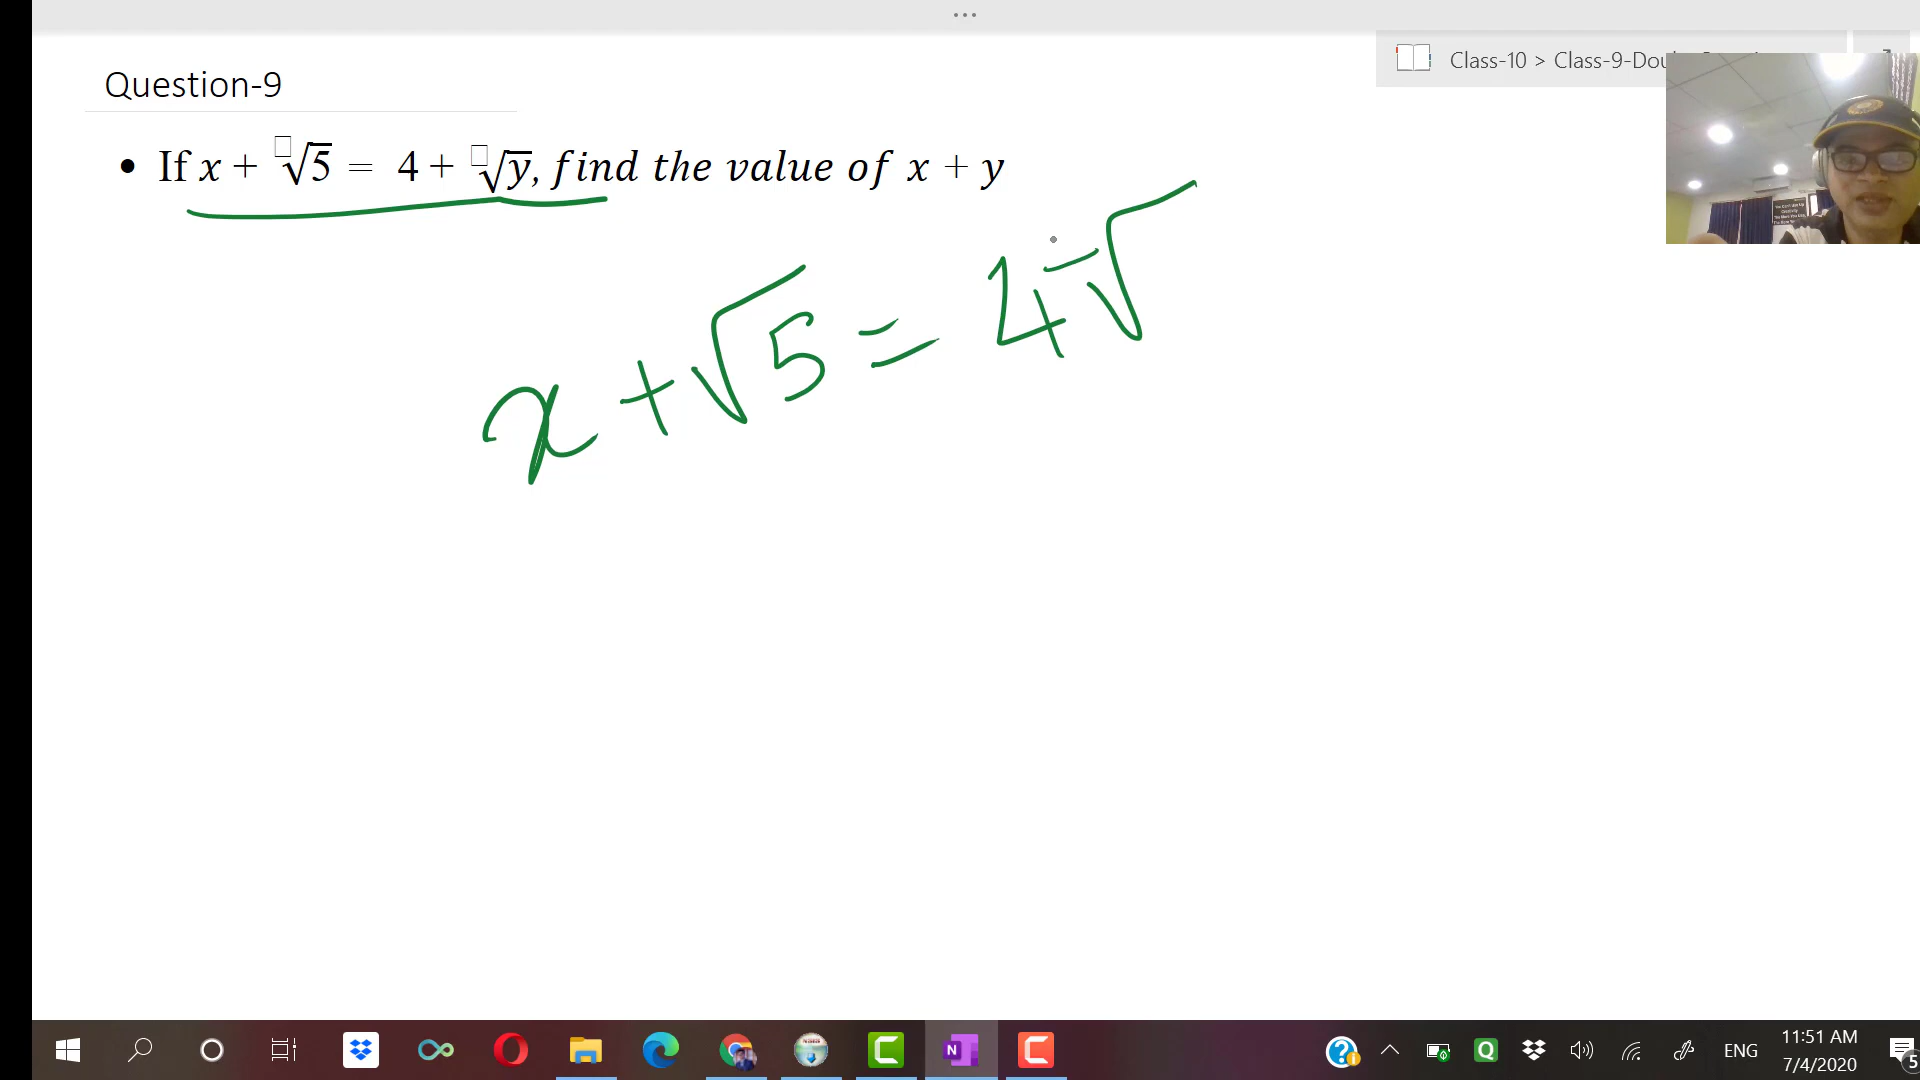 Class-10 > Class-9-Dou
Question-9
• If x + √5 = 4 + √y, find the value of x + y
x + √5 = 4 √
ENG
11:51 AM
7/4/2020
5